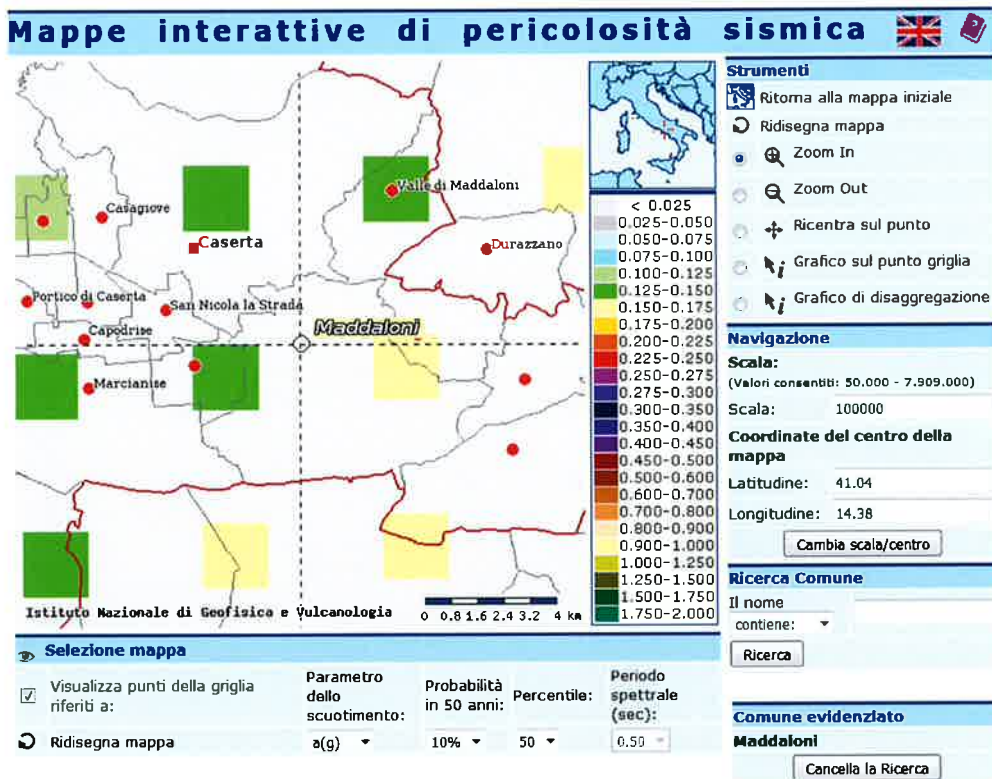 Mappe interattive di pericolosità sismica
Casagiove
Valle di Maddaloni
Caserta
Durazzano
Portico di Caserta
San Nicola la Strada
Capodrise
Maddaloni
Marcianise
Istituto Nazionale di Geofisica e Vulcanologia
0 0.8 1.6 2.4 3.2 4 km
< 0.025
0.025-0.050
0.050-0.075
0.075-0.100
0.100-0.125
0.125-0.150
0.150-0.175
0.175-0.200
0.200-0.225
0.225-0.250
0.250-0.275
0.275-0.300
0.300-0.350
0.350-0.400
0.400-0.450
0.450-0.500
0.500-0.600
0.600-0.700
0.700-0.800
0.800-0.900
0.900-1.000
1.000-1.250
1.250-1.500
1.500-1.750
1.750-2.000
Strumenti
Ritorna alla mappa iniziale
Ridisegna mappa
Zoom In
Zoom Out
Ricentra sul punto
Grafico sul punto griglia
Grafico di disaggregazione
Navigazione
Scala:
(Valori consentiti: 50.000 - 7.909.000)
Scala: 100000
Coordinate del centro della
mappa
Latitudine: 41.04
Longitudine: 14.38
Cambia scala/centro
Ricerca Comune
Il nome
contiene:
Ricerca
Comune evidenziato
Maddaloni
Cancella la Ricerca
Selezione mappa
Visualizza punti della griglia
riferiti a:
Parametro
dello
scuotimento:
Probabilità
in 50 anni:
Percentile:
Periodo
spettrale
(sec):
Ridisegna mappa
a(g) 10% 50 0.50